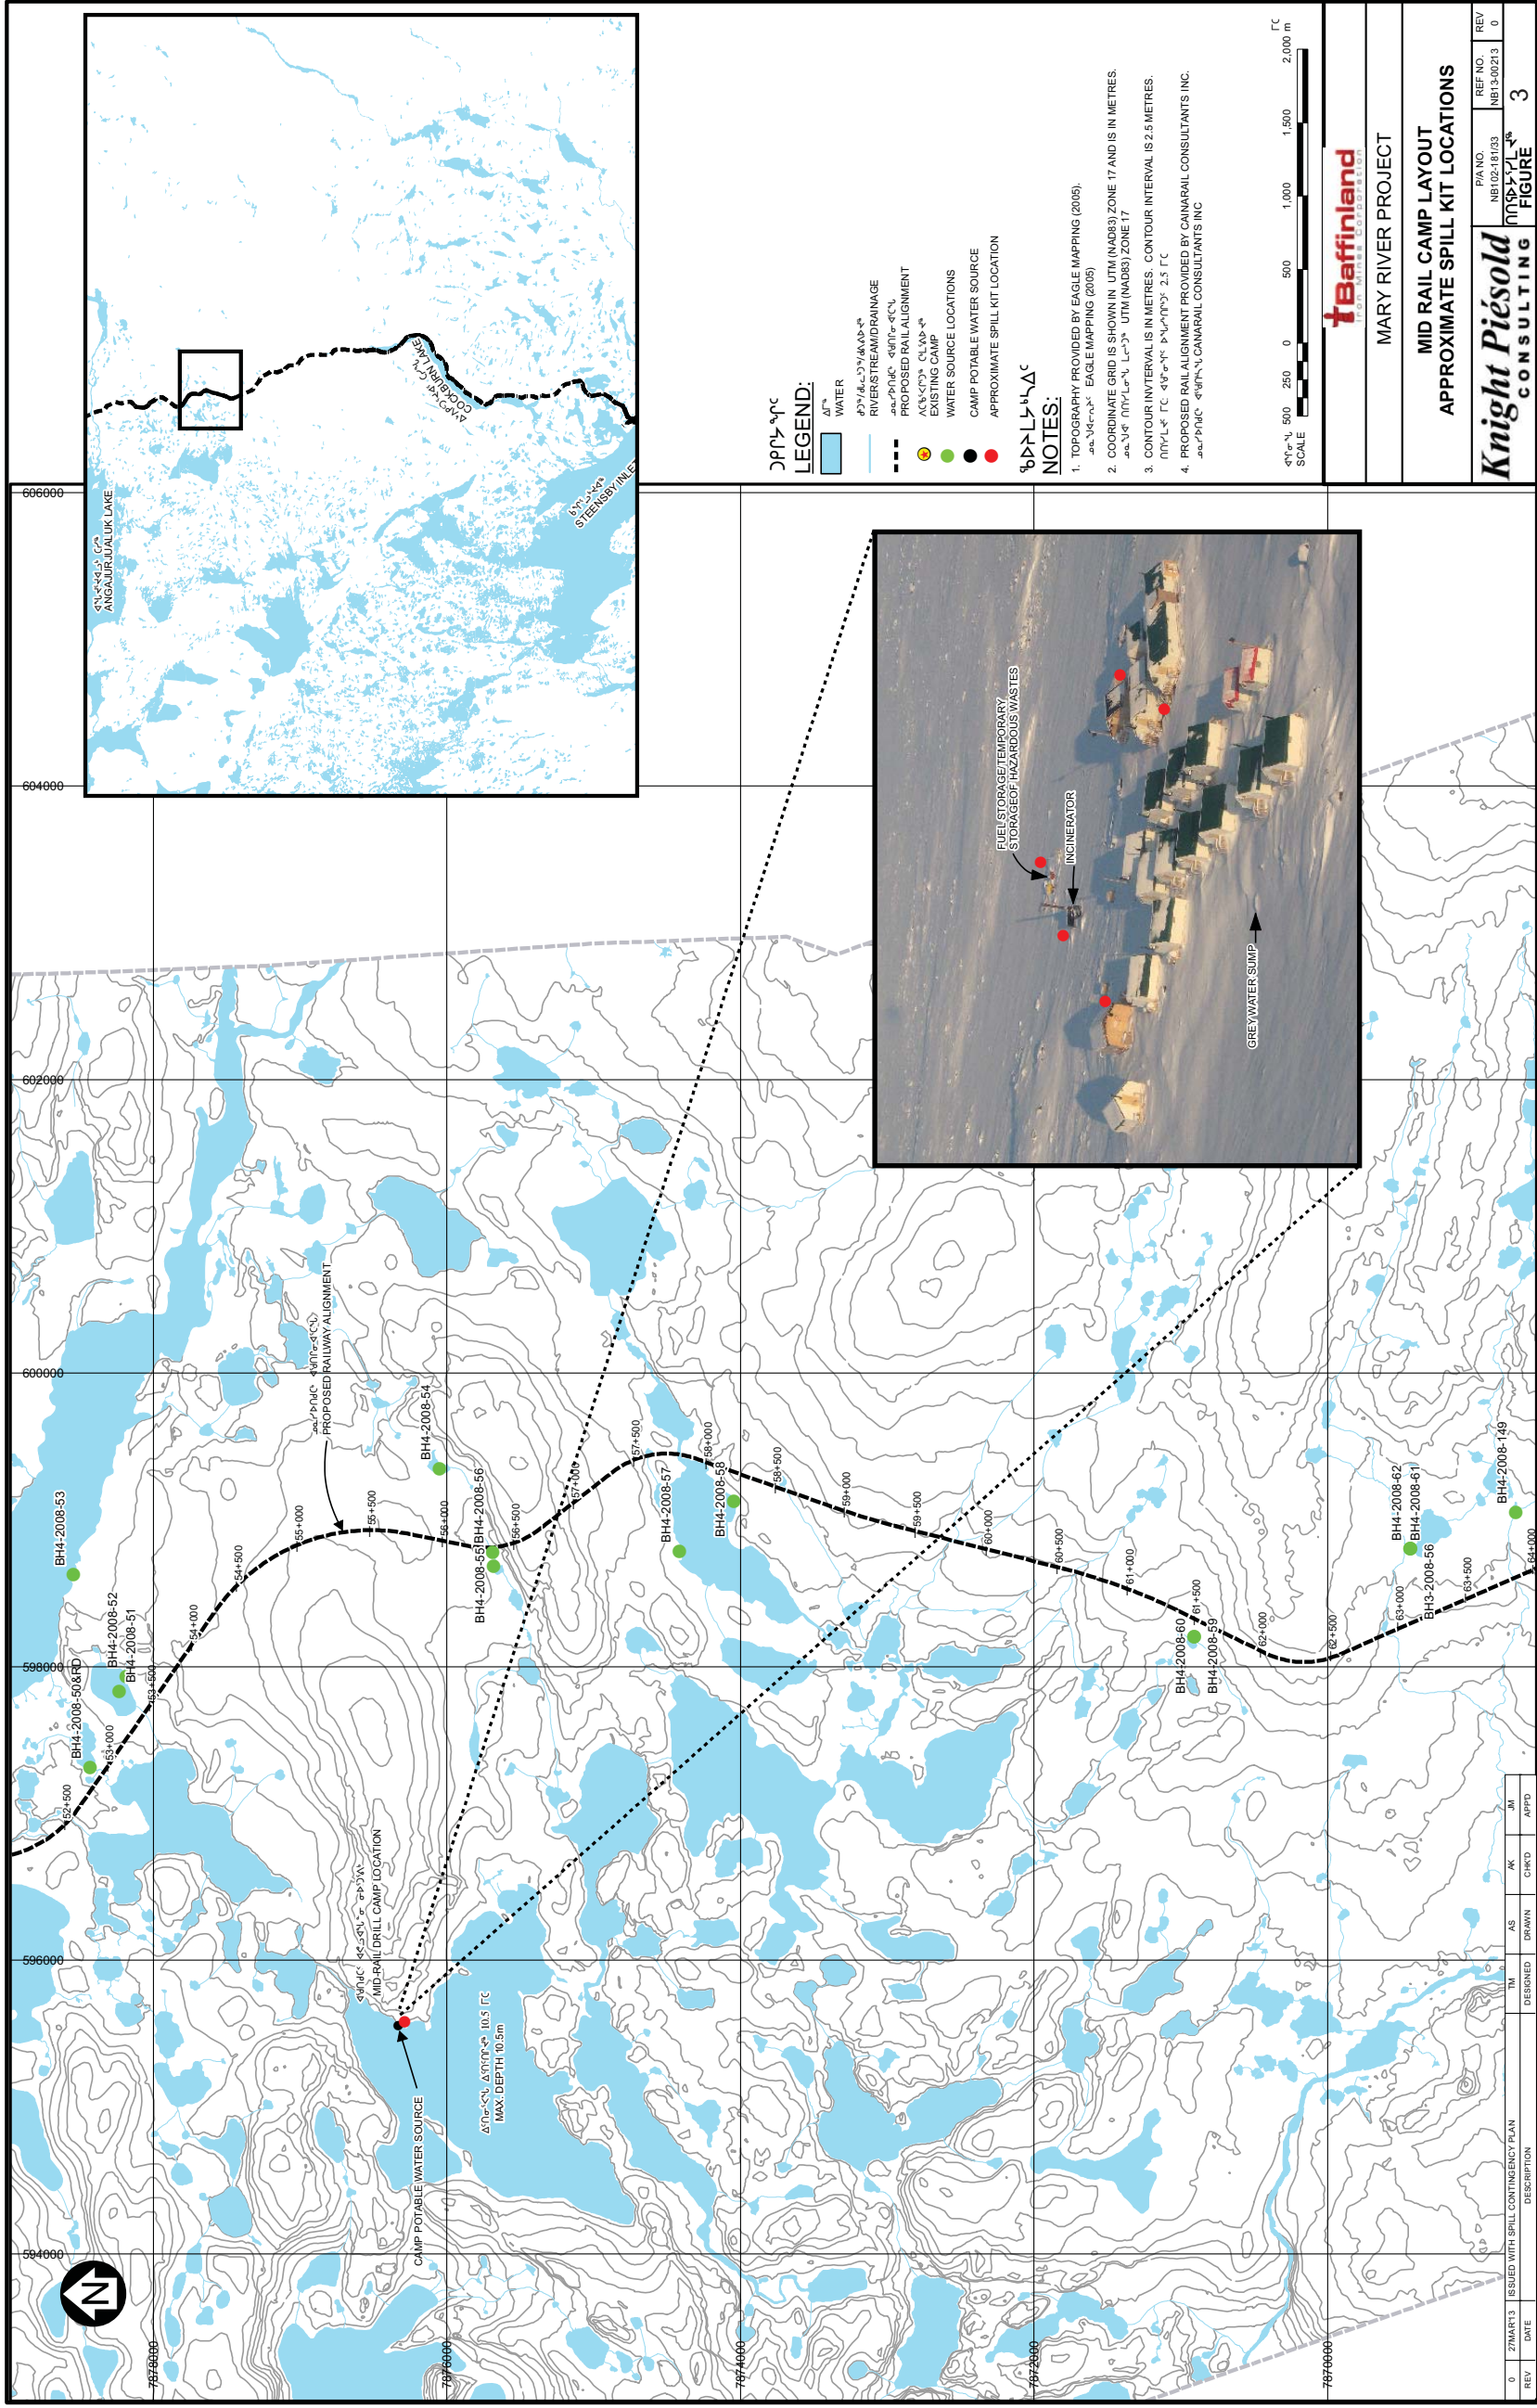 594000
596000
598000
600000
602000
604000
606000
7878000
7876000
7874000
7872000
7870000
N
ANGAJURJUALUK LAKE
COCKBURN LAKE
STEENSBY INLET
52+500
53+000
53+500
54+000
54+500
55+000
55+500
56+000
56+500
57+000
57+500
58+000
58+500
59+000
59+500
60+000
60+500
61+000
61+500
62+000
62+500
63+000
63+500
64+000
BH4-2008-50&RD
BH4-2008-52
BH4-2008-51
BH4-2008-53
BH4-2008-54
BH4-2008-55
BH4-2008-56
BH4-2008-57
BH4-2008-58
BH4-2008-60
BH4-2008-59
BH4-2008-62
BH4-2008-61
BH3-2008-56
BH4-2008-149
PROPOSED RAILWAY ALIGNMENT
MID-RAIL DRILL CAMP LOCATION
CAMP POTABLE WATER SOURCE
MAX. DEPTH 10.5m
FUEL STORAGE/TEMPORARY
STORAGE OF HAZARDOUS WASTES
INCINERATOR
GREY WATER SUMP
LEGEND:
WATER
RIVER/STREAM/DRAINAGE
PROPOSED RAIL ALIGNMENT
EXISTING CAMP
WATER SOURCE LOCATIONS
CAMP POTABLE WATER SOURCE
APPROXIMATE SPILL KIT LOCATION
NOTES:
1. TOPOGRAPHY PROVIDED BY EAGLE MAPPING (2005).
EAGLE MAPPING (2005)
2. COORDINATE GRID IS SHOWN IN UTM (NAD83) ZONE 17 AND IS IN METRES.
UTM (NAD83) ZONE 17
3. CONTOUR INTERVAL IS IN METRES. CONTOUR INTERVAL IS 2.5 METRES.
4. PROPOSED RAIL ALIGNMENT PROVIDED BY CAINARAIL CONSULTANTS INC.
CANARAIL CONSULTANTS INC
SCALE
500 250 0 500 1,000 1,500 2,000 m
Baffinland
Iron Mines Corporation
MARY RIVER PROJECT
MID RAIL CAMP LAYOUT
APPROXIMATE SPILL KIT LOCATIONS
Knight Piésold
CONSULTING
P/A NO.
NB102-181/33
REF NO.
NB13-00213
REV
0
FIGURE 3
0 27MAR'13 ISSUED WITH SPILL CONTINGENCY PLAN TM AS AK JM
REV DATE DESCRIPTION DESIGNED DRAWN CHK'D APP'D